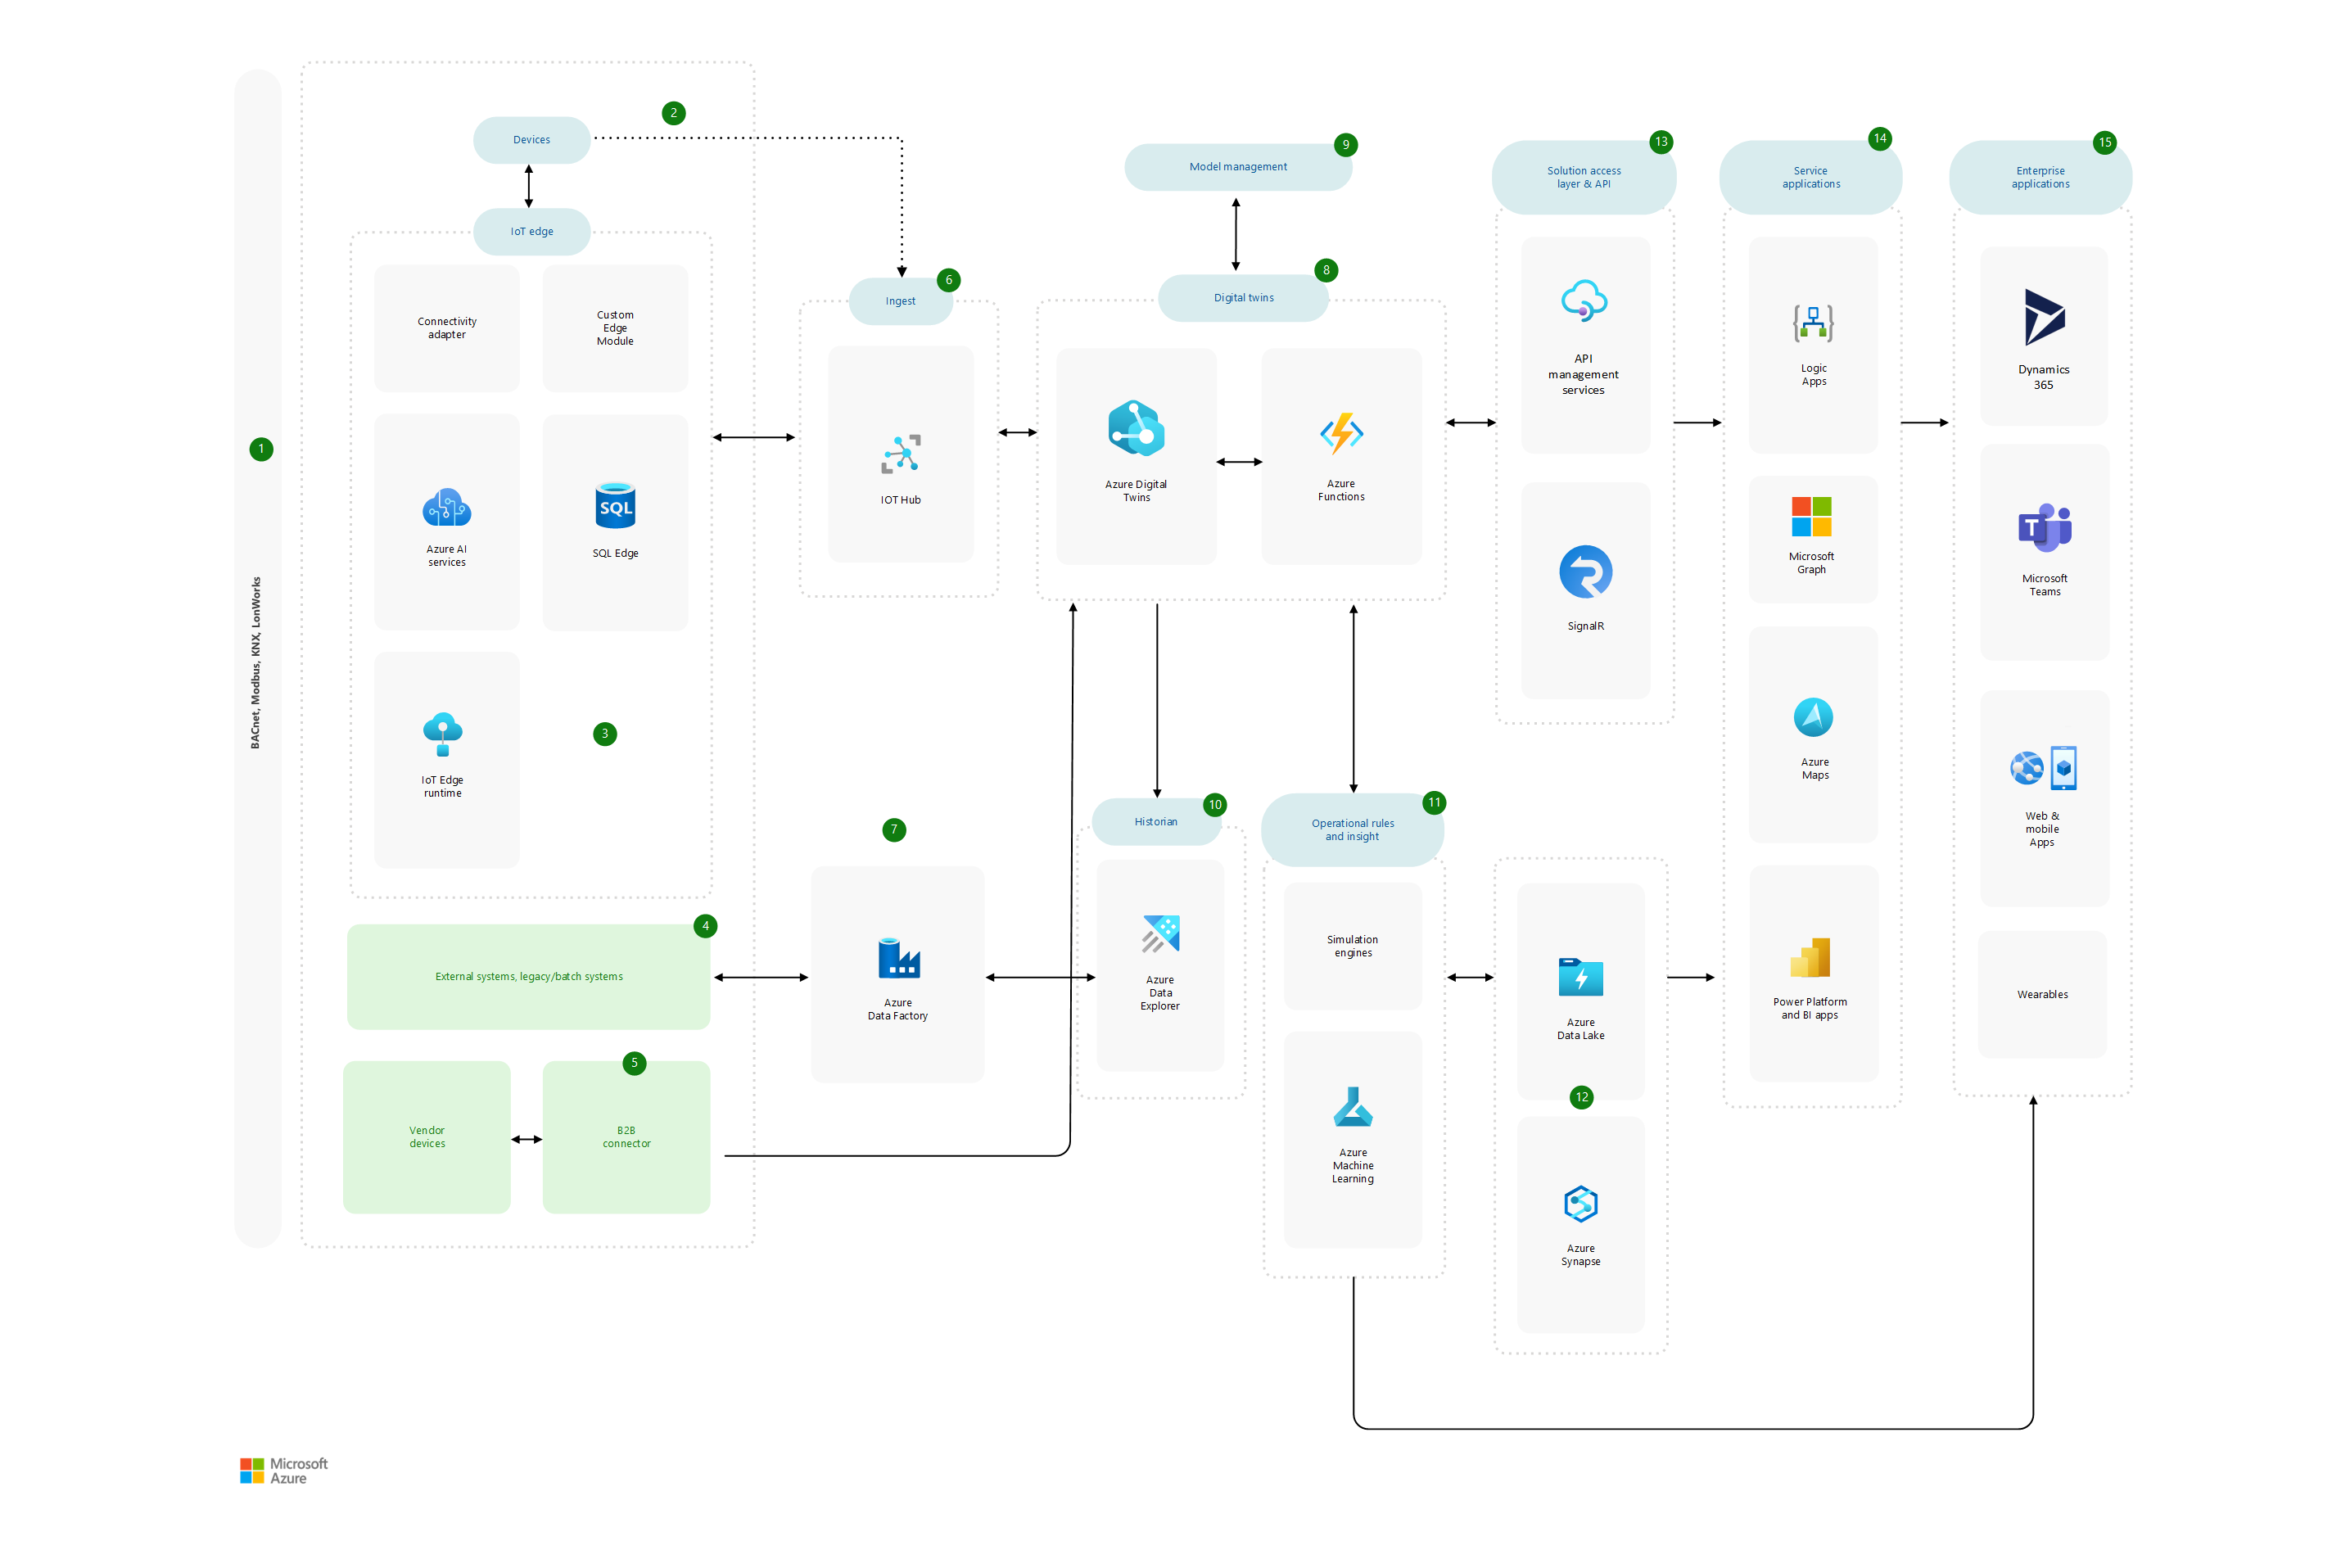 1
BACnet, Modbus, KNX, LonWorks
2
Devices
IoT edge
Connectivity
adapter
Custom
Edge
Module
Azure AI
services
SQL
SQL Edge
IoT Edge
runtime
3
4
External systems, legacy/batch systems
5
Vendor
devices
B2B
connector
6
Ingest
IOT Hub
7
Azure
Data Factory
9
Model management
8
Digital twins
Azure Digital
Twins
Azure
Functions
10
Historian
Azure
Data
Explorer
11
Operational rules
and insight
Simulation
engines
Azure
Machine
Learning
Azure
Data Lake
12
Azure
Synapse
13
Solution access
layer & API
API
management
services
SignalR
14
Service
applications
Logic
Apps
Microsoft
Graph
Azure
Maps
Power Platform
and BI apps
15
Enterprise
applications
Dynamics
365
T
Microsoft
Teams
Web &
mobile
Apps
Wearables
Microsoft
Azure